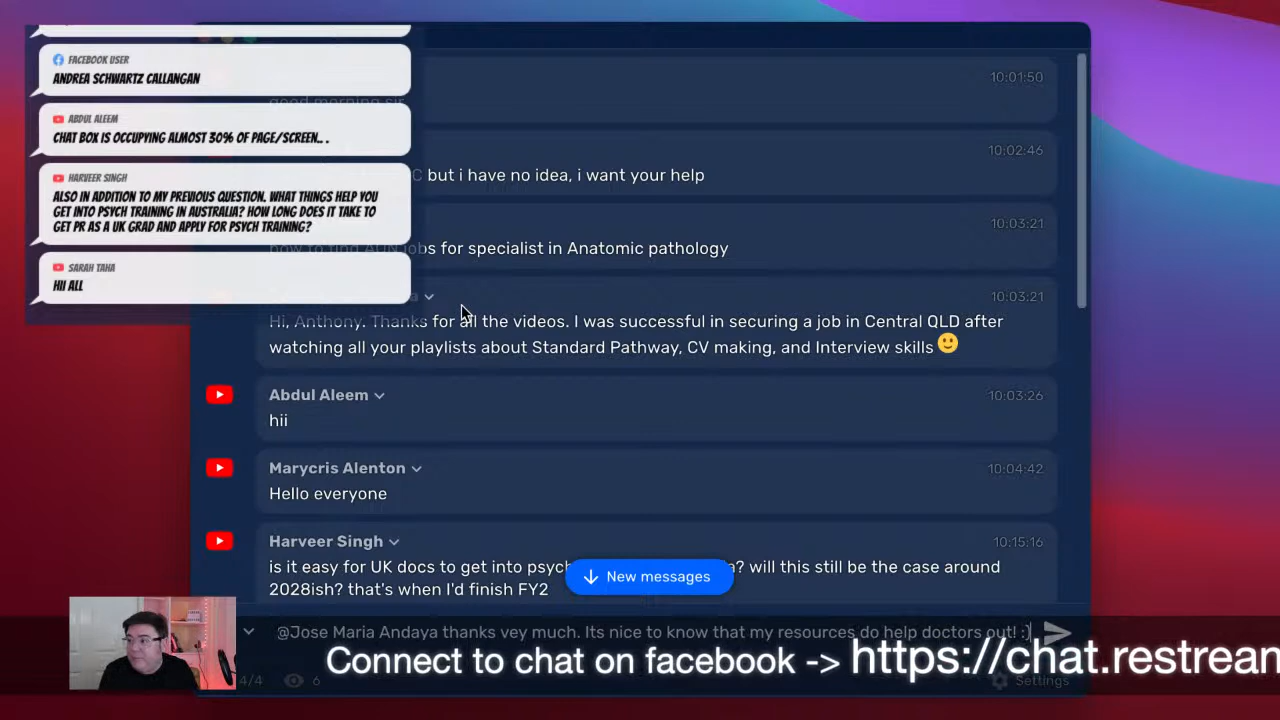 FACEBOOK USER
ANDREA SCHWARTZ CALLANGAN
ABDUL ALEEM
CHAT BOX IS OCCUPYING ALMOST 30% OF PAGE/SCREEN.. .
HARVEER SINGH
ALSO IN ADDITION TO MY PREVIOUS QUESTION. WHAT THINGS HELP YOU
GET INTO PSYCH TRAINING IN AUSTRALIA? HOW LONG DOES IT TAKE TO
GET PR AS A UK GRAD AND APPLY FOR PSYCH TRAINING?
SARAH TAHA
HII ALL
10:01:50
good morning sir
10:02:46
but i have no idea, i want your help
10:03:21
for specialist in Anatomic pathology
10:03:21
Hi, Anthony. Thanks for all the videos. I was successful in securing a job in Central QLD after
watching all your playlists about Standard Pathway, CV making, and Interview skills 🙂
Abdul Aleem
10:03:26
hii
Marycris Alenton
10:04:42
Hello everyone
Harveer Singh
10:15:16
is it easy for UK docs to get into will this still be the case around
2028ish? that's when I'd finish FY2
New messages
@Jose Maria Andaya thanks vey much. Its nice to know that my resources do help doctors out! :)
Connect to chat on facebook -> https://chat.restream
4/4
6
Settings